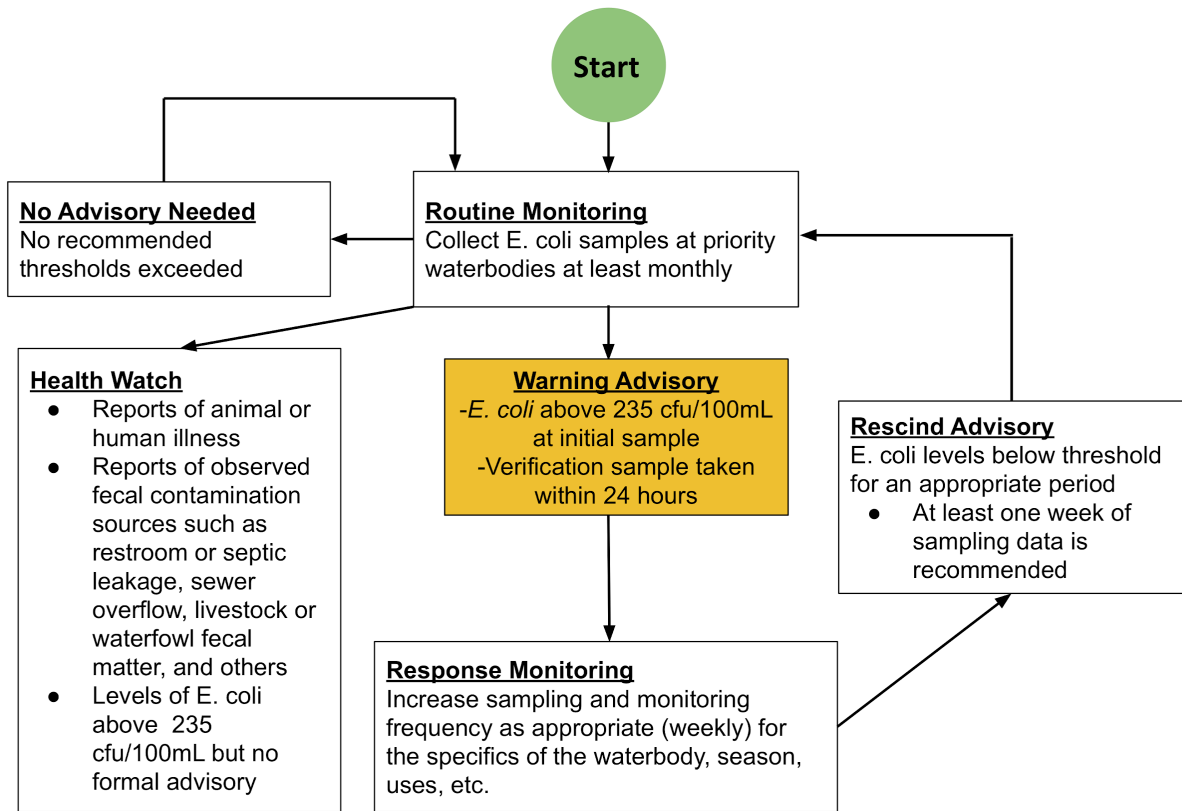 Start
No Advisory Needed
No recommended
thresholds exceeded
Routine Monitoring
Collect E. coli samples at priority
waterbodies at least monthly
Health Watch
● Reports of animal or
human illness
● Reports of observed
fecal contamination
sources such as
restroom or septic
leakage, sewer
overflow, livestock or
waterfowl fecal
matter, and others
● Levels of E. coli
above  235
cfu/100mL but no
formal advisory
Warning Advisory
-E. coli above 235 cfu/100mL
at initial sample
-Verification sample taken
within 24 hours
Rescind Advisory
E. coli levels below threshold
for an appropriate period
● At least one week of
sampling data is
recommended
Response Monitoring
Increase sampling and monitoring
frequency as appropriate (weekly) for
the specifics of the waterbody, season,
uses, etc.